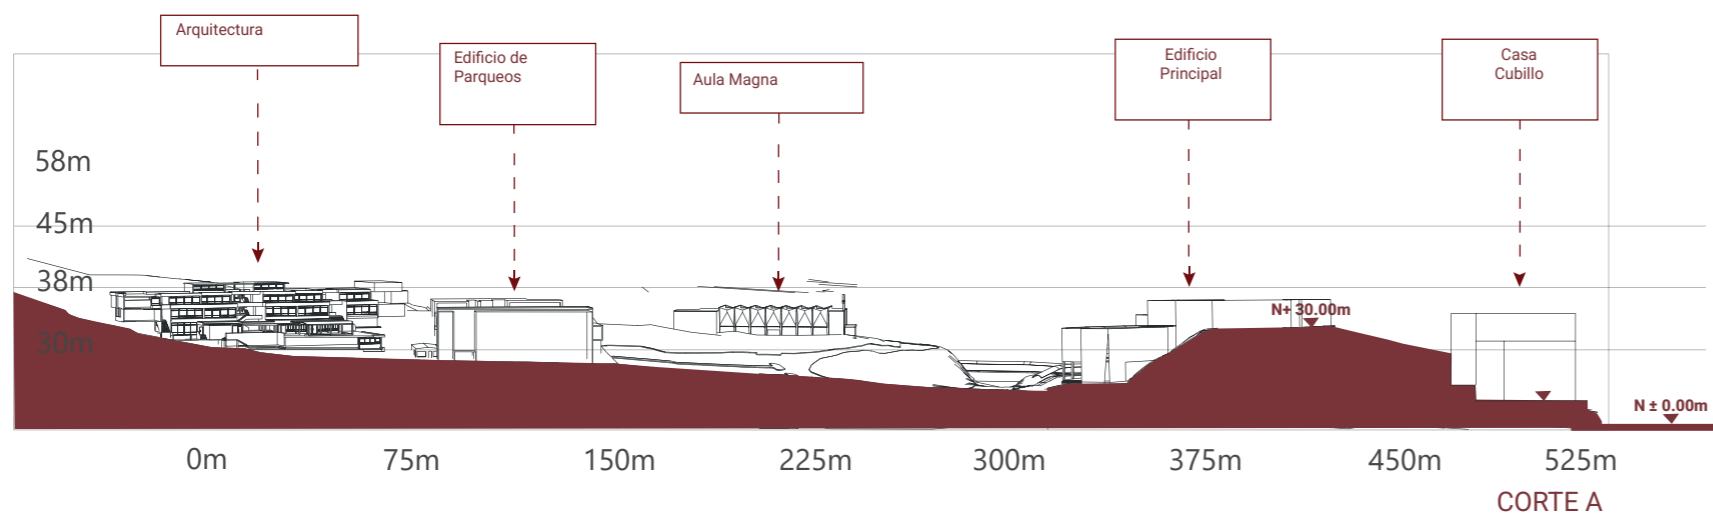 Arquitectura
Edificio de
Parqueos
Aula Magna
Edificio
Principal
Casa
Cubillo
58m
45m
38m
30m
N+ 30.00m
N ± 0.00m
0m
75m
150m
225m
300m
375m
450m
525m
CORTE A